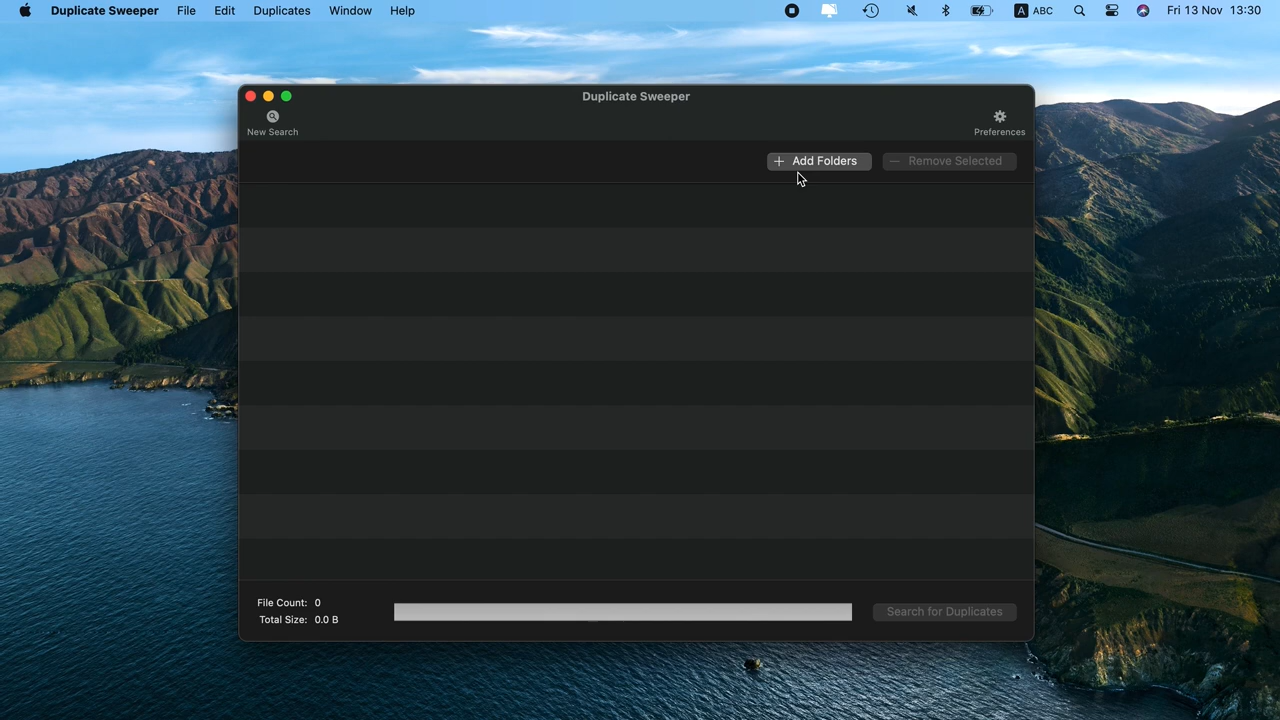 Duplicate Sweeper File Edit Duplicates Window Help A ABC Fri 13 Nov 13:30
Duplicate Sweeper
New Search
Preferences
+ Add Folders
− Remove Selected
File Count: 0
Total Size: 0.0 B
Search for Duplicates